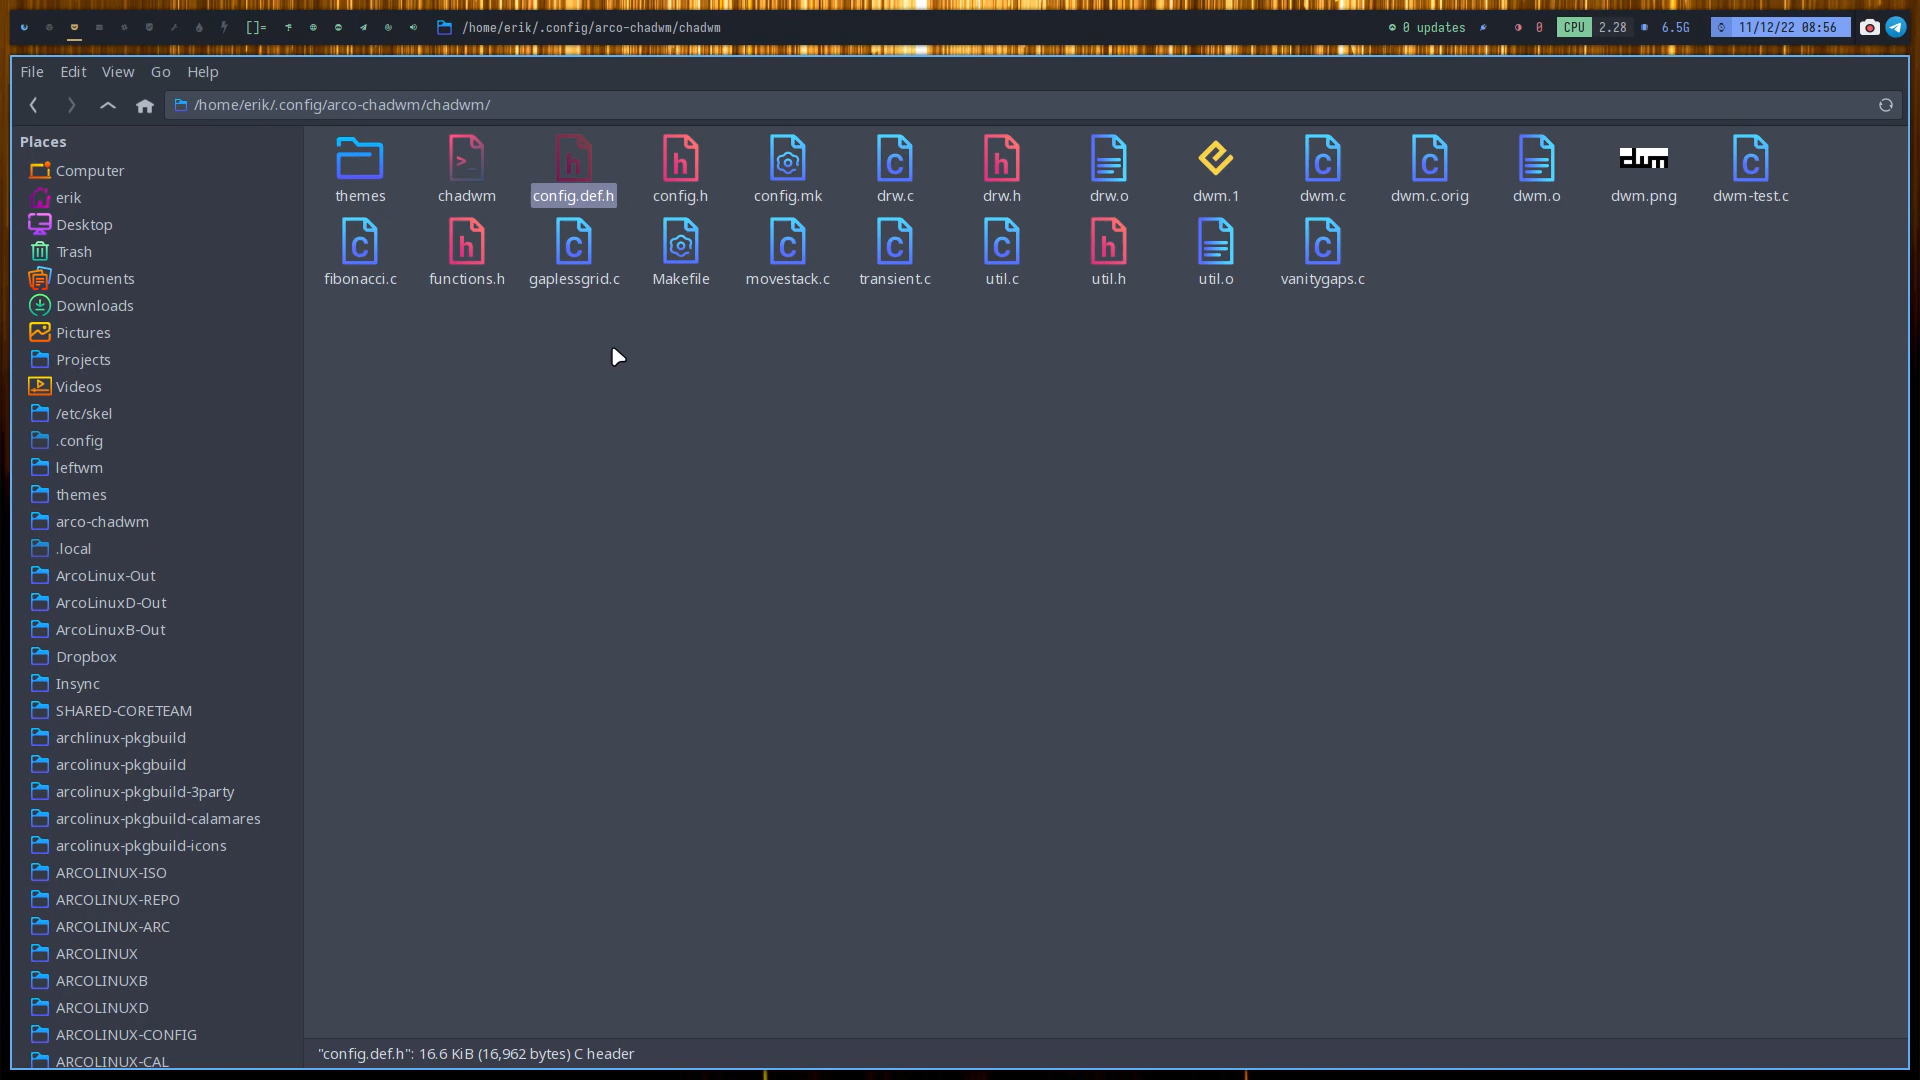 []= /home/erik/.config/arco-chadwm/chadwm 0 updates 0 CPU 2.28 6.5G 11/12/22 08:56
File Edit View Go Help
/home/erik/.config/arco-chadwm/chadwm/
Places
Computer
erik
Desktop
Trash
Documents
Downloads
Pictures
Projects
Videos
/etc/skel
.config
leftwm
themes
arco-chadwm
.local
ArcoLinux-Out
ArcoLinuxD-Out
ArcoLinuxB-Out
Dropbox
Insync
SHARED-CORETEAM
archlinux-pkgbuild
arcolinux-pkgbuild
arcolinux-pkgbuild-3party
arcolinux-pkgbuild-calamares
arcolinux-pkgbuild-icons
ARCOLINUX-ISO
ARCOLINUX-REPO
ARCOLINUX-ARC
ARCOLINUX
ARCOLINUXB
ARCOLINUXD
ARCOLINUX-CONFIG
ARCOLINUX-CAL
themes chadwm config.def.h config.h config.mk drw.c drw.h drw.o dwm.1 dwm.c dwm.c.orig dwm.o dwm.png dwm-test.c
fibonacci.c functions.h gaplessgrid.c Makefile movestack.c transient.c util.c util.h util.o vanitygaps.c
"config.def.h": 16.6 KiB (16,962 bytes) C header